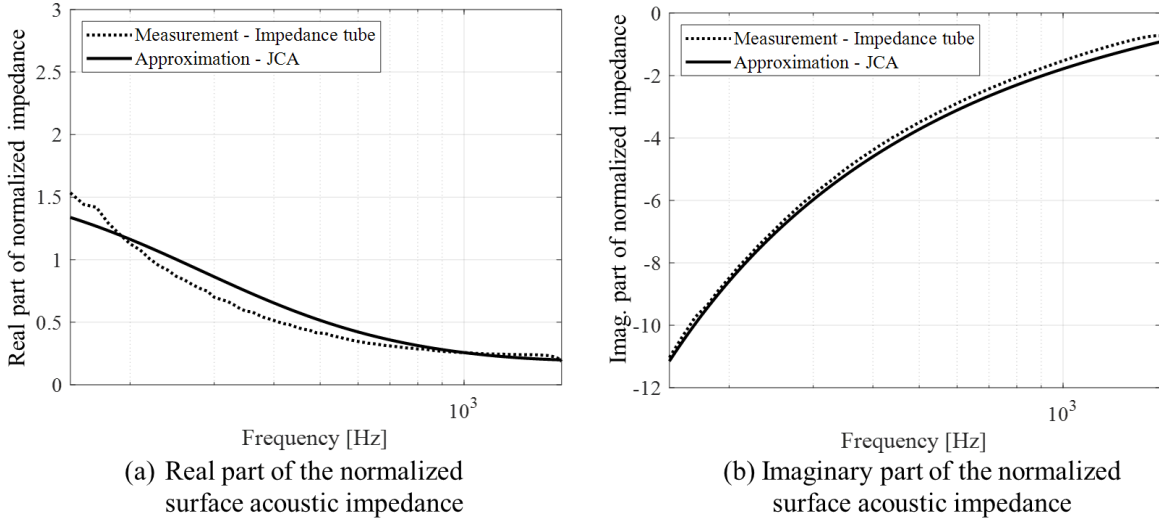 3
2.5
2
1.5
1
0.5
0
Real part of normalized impedance
Measurement - Impedance tube
Approximation - JCA
10³
Frequency [Hz]
(a) Real part of the normalized
surface acoustic impedance
0
-2
-4
-6
-8
-10
-12
Imag. part of normalized impedance
Measurement - Impedance tube
Approximation - JCA
10³
Frequency [Hz]
(b) Imaginary part of the normalized
surface acoustic impedance